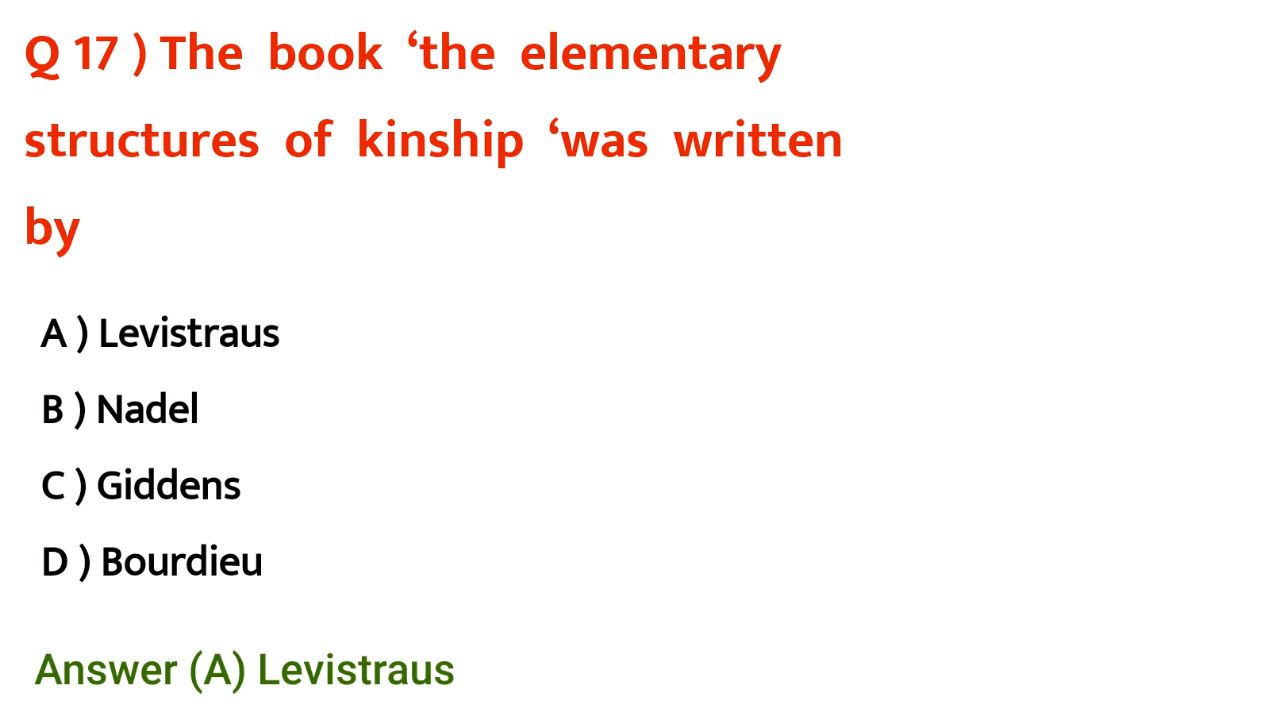 Q 17 ) The book ‘the elementary
structures of kinship ‘was written
by
A ) Levistraus
B ) Nadel
C ) Giddens
D ) Bourdieu
Answer (A) Levistraus